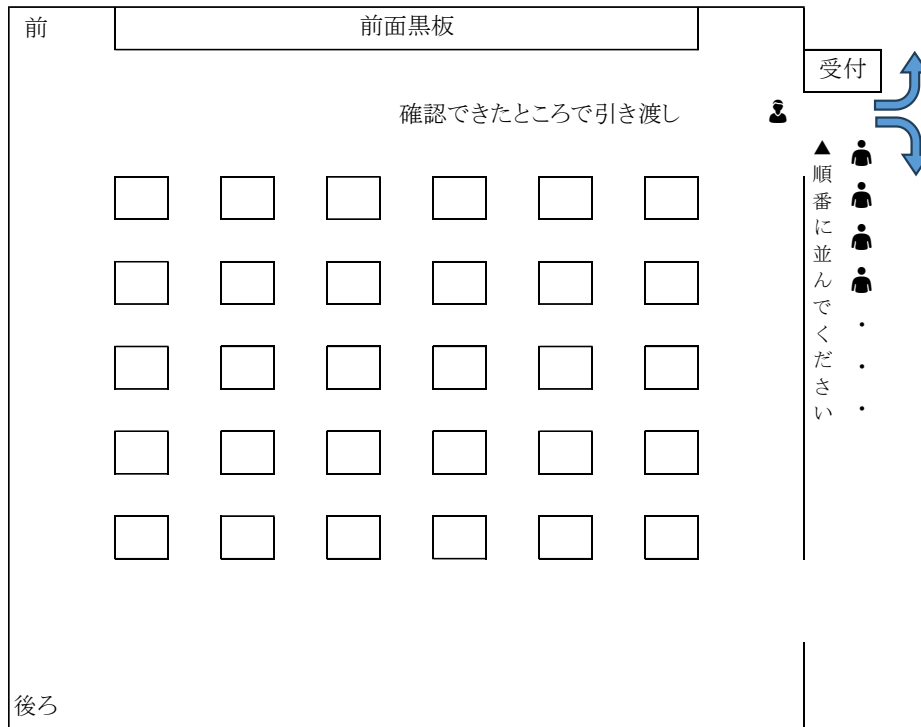 前
前面黒板
受付
確認できたところで引き渡し
▲順番に並んでください・・・
後ろ